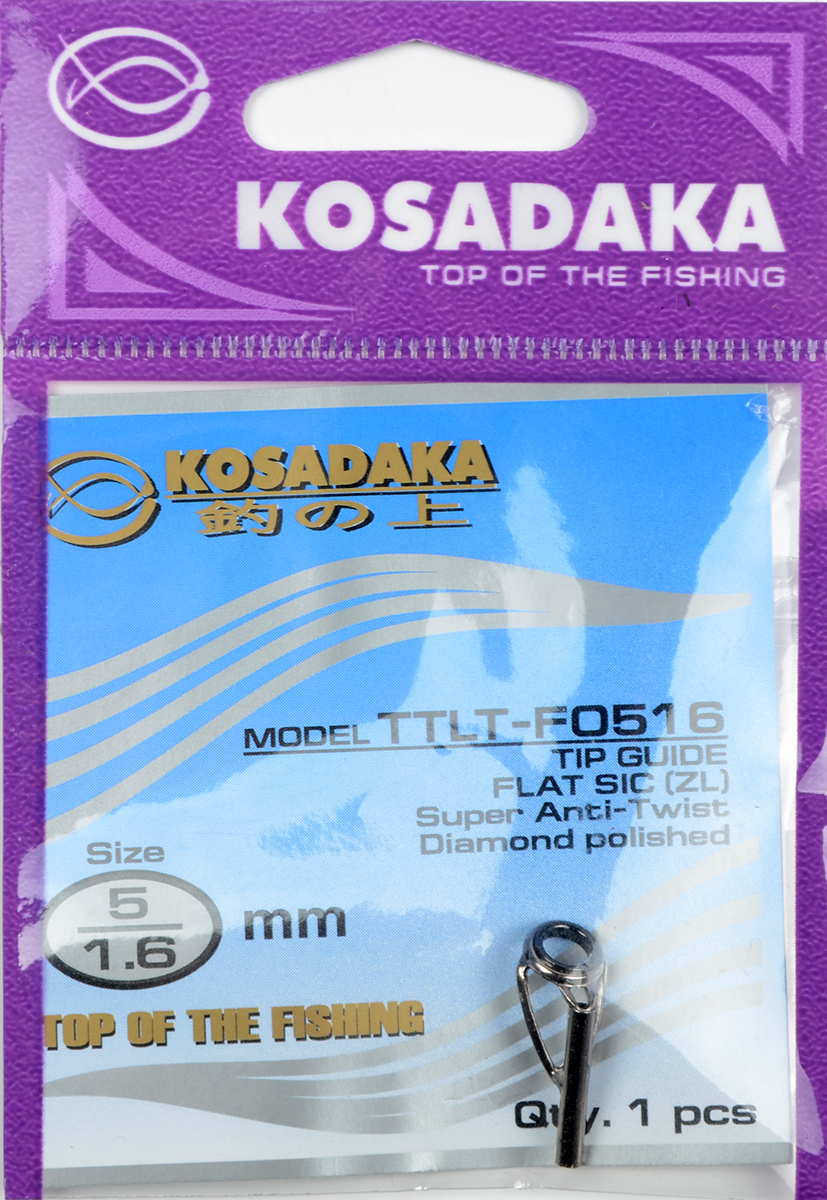 KOSADAKA
TOP OF THE FISHING
KOSADAKA
釣の上
MODEL TTLT-F0516
TIP GUIDE
FLAT SIC (ZL)
Super Anti-Twist
Diamond polished
Size
5
1.6
mm
TOP OF THE FISHING
Qty. 1 pcs